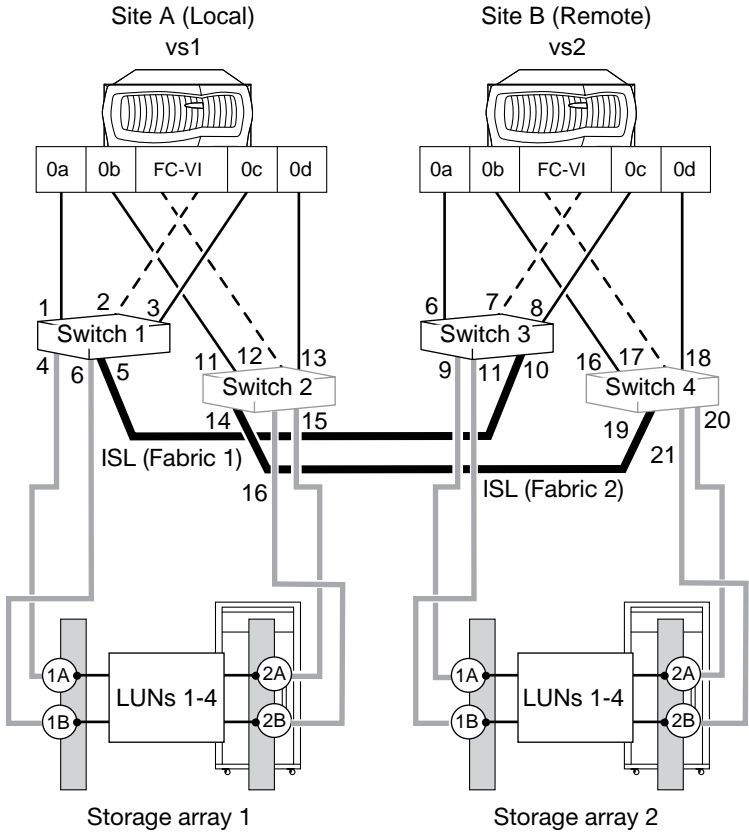 Site A (Local)
vs1
Site B (Remote)
vs2
0a 0b FC-VI 0c 0d
0a 0b FC-VI 0c 0d
1 2 3
Switch 1
4 6 5
11 12 13
Switch 2
14 15
16
6 7 8
Switch 3
9 11 10
16 17 18
Switch 4
19 20
21
ISL (Fabric 1)
ISL (Fabric 2)
1A
1B
LUNs 1-4
2A
2B
Storage array 1
1A
1B
LUNs 1-4
2A
2B
Storage array 2